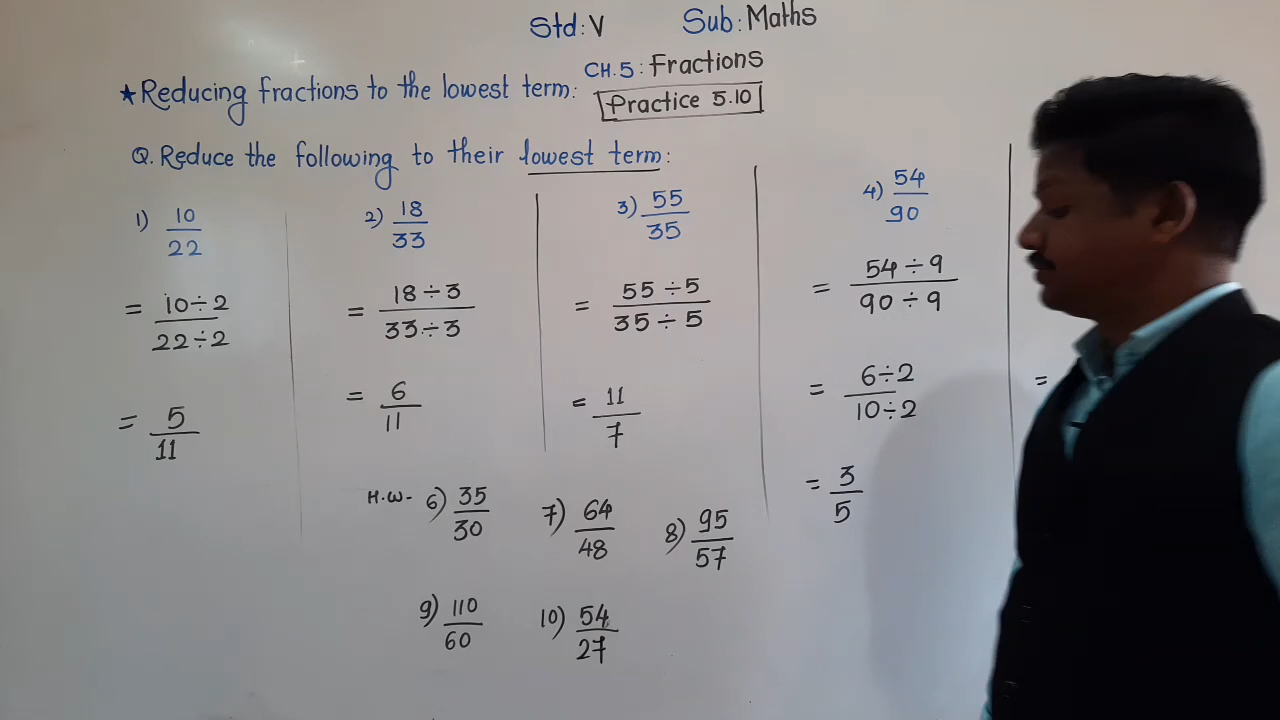 Std: V Sub: Maths
CH.5: Fractions
★ Reducing fractions to the lowest term:
Practice 5.10
Q. Reduce the following to their lowest term:
1) 10/22
= 10÷2/22÷2
= 5/11
2) 18/33
= 18÷3/33÷3
= 6/11
3) 55/35
= 55÷5/35÷5
= 11/7
4) 54/90
= 54÷9/90÷9
= 6÷2/10÷2
= 3/5
=
H.W- 6) 35/30 7) 64/48 8) 95/57
9) 110/60 10) 54/27